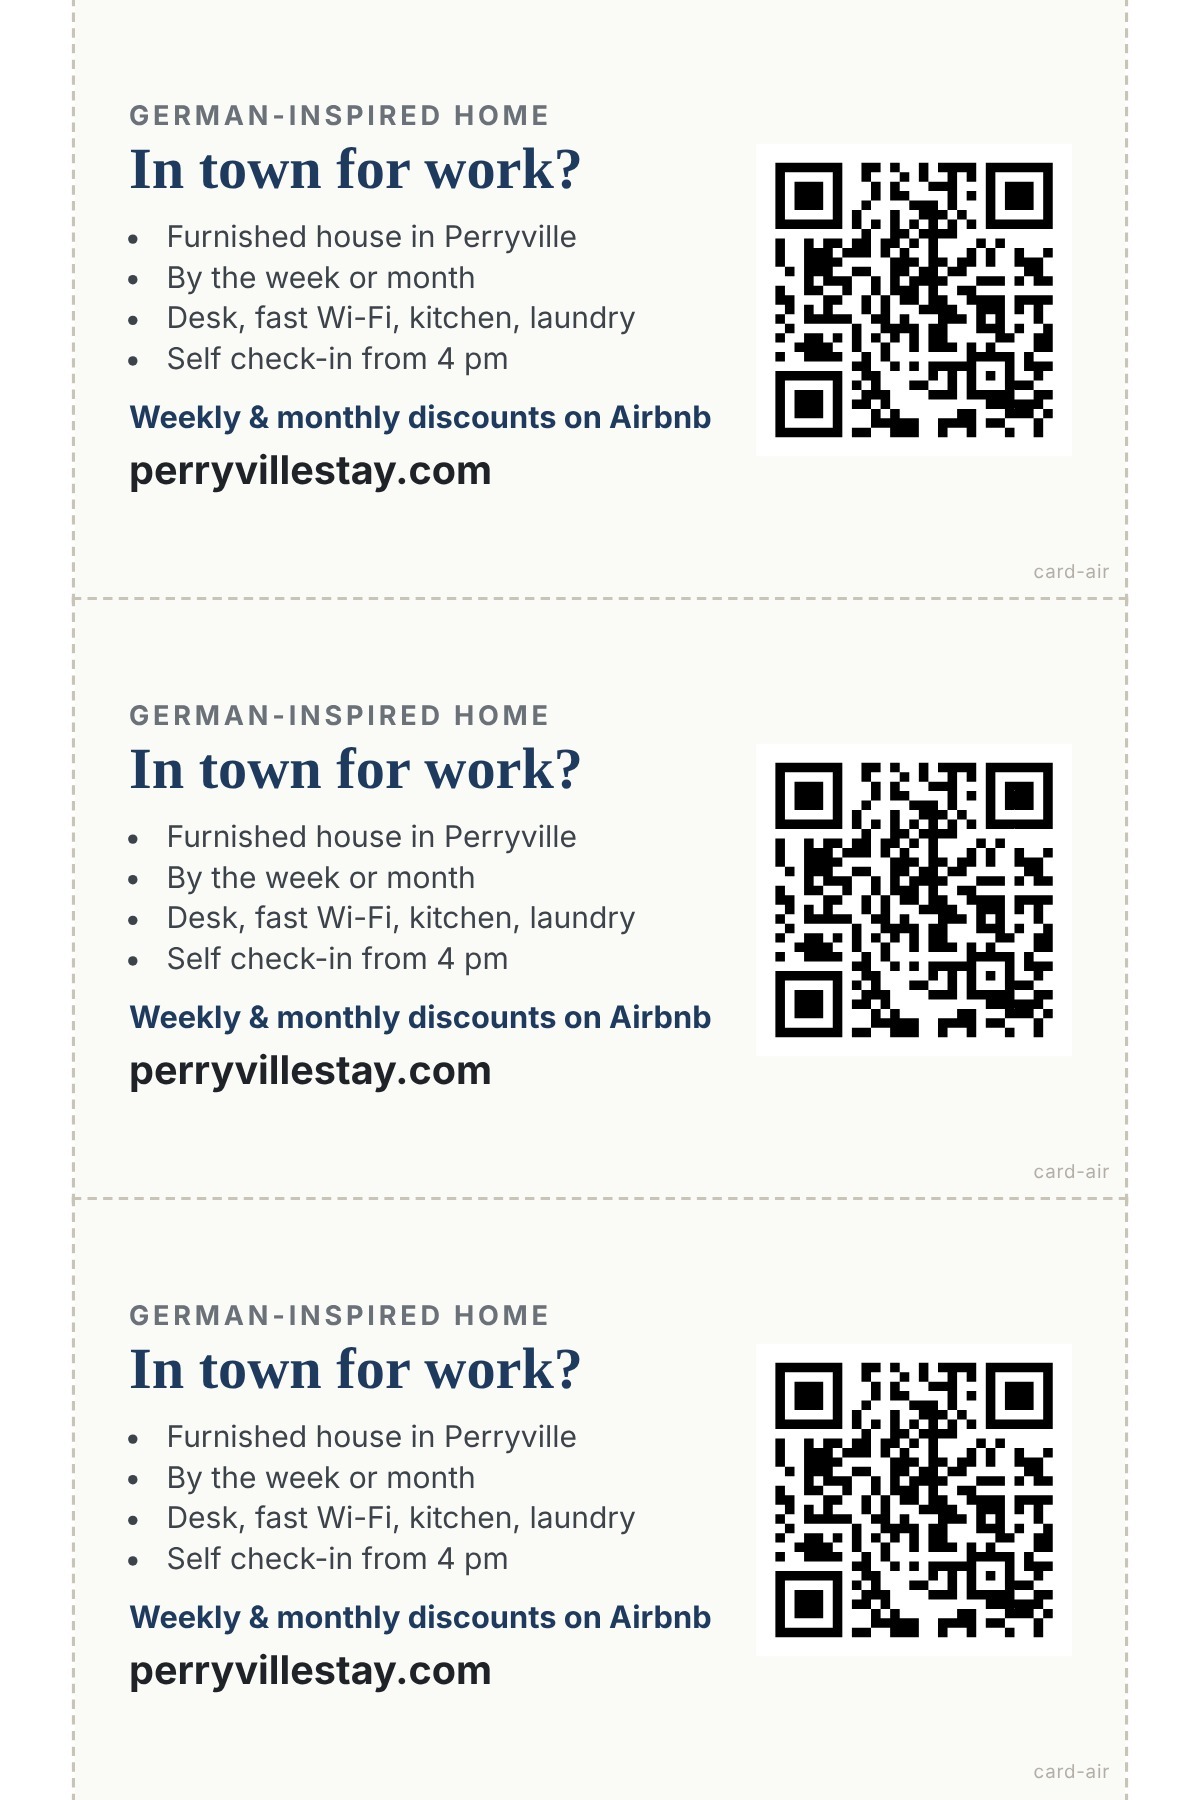 GERMAN-INSPIRED HOME
In town for work?
• Furnished house in Perryville
• By the week or month
• Desk, fast Wi-Fi, kitchen, laundry
• Self check-in from 4 pm
Weekly & monthly discounts on Airbnb
perryvillestay.com
card-air
GERMAN-INSPIRED HOME
In town for work?
• Furnished house in Perryville
• By the week or month
• Desk, fast Wi-Fi, kitchen, laundry
• Self check-in from 4 pm
Weekly & monthly discounts on Airbnb
perryvillestay.com
card-air
GERMAN-INSPIRED HOME
In town for work?
• Furnished house in Perryville
• By the week or month
• Desk, fast Wi-Fi, kitchen, laundry
• Self check-in from 4 pm
Weekly & monthly discounts on Airbnb
perryvillestay.com
card-air